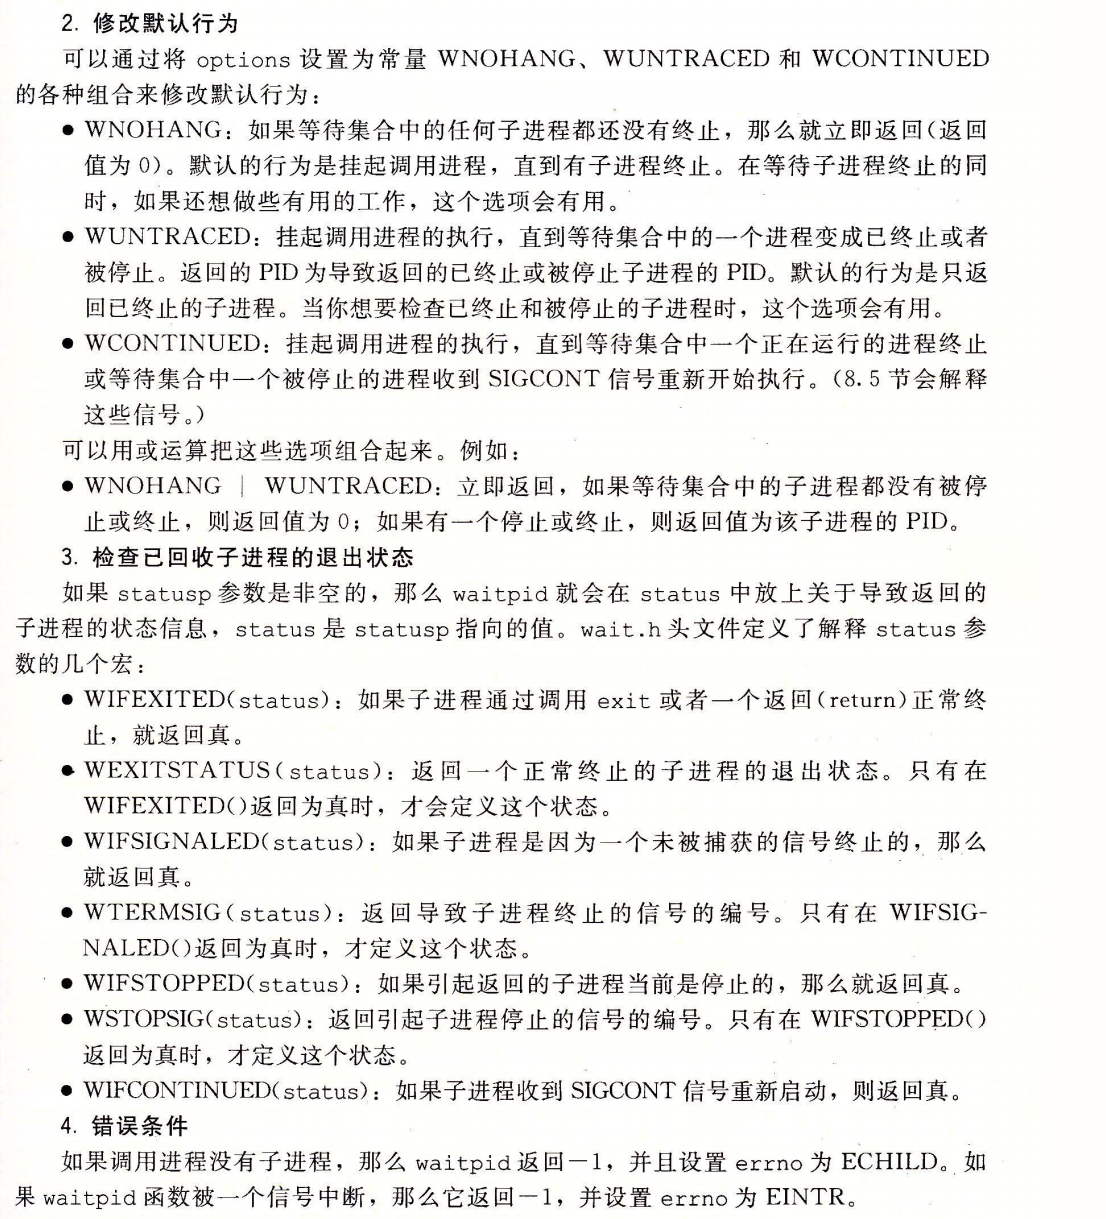 2. 修改默认行为
可以通过将 options 设置为常量 WNOHANG、WUNTRACED 和 WCONTINUED
的各种组合来修改默认行为：
● WNOHANG：如果等待集合中的任何子进程都还没有终止，那么就立即返回(返回
值为 0)。默认的行为是挂起调用进程，直到有子进程终止。在等待子进程终止的同
时，如果还想做些有用的工作，这个选项会有用。
● WUNTRACED：挂起调用进程的执行，直到等待集合中的一个进程变成已终止或者
被停止。返回的 PID 为导致返回的已终止或被停止子进程的 PID。默认的行为是只返
回已终止的子进程。当你想要检查已终止和被停止的子进程时，这个选项会有用。
● WCONTINUED：挂起调用进程的执行，直到等待集合中一个正在运行的进程终止
或等待集合中一个被停止的进程收到 SIGCONT 信号重新开始执行。(8.5 节会解释
这些信号。)
可以用或运算把这些选项组合起来。例如：
● WNOHANG | WUNTRACED：立即返回，如果等待集合中的子进程都没有被停
止或终止，则返回值为 0；如果有一个停止或终止，则返回值为该子进程的 PID。
3. 检查已回收子进程的退出状态
如果 statusp 参数是非空的，那么 waitpid 就会在 status 中放上关于导致返回的
子进程的状态信息，status 是 statusp 指向的值。wait.h 头文件定义了解释 status 参
数的几个宏：
● WIFEXITED(status)：如果子进程通过调用 exit 或者一个返回(return)正常终
止，就返回真。
● WEXITSTATUS(status)：返回一个正常终止的子进程的退出状态。只有在
WIFEXITED()返回为真时，才会定义这个状态。
● WIFSIGNALED(status)：如果子进程是因为一个未被捕获的信号终止的，那么
就返回真。
● WTERMSIG(status)：返回导致子进程终止的信号的编号。只有在 WIFSIG-
NALED()返回为真时，才定义这个状态。
● WIFSTOPPED(status)：如果引起返回的子进程当前是停止的，那么就返回真。
● WSTOPSIG(status)：返回引起子进程停止的信号的编号。只有在 WIFSTOPPED()
返回为真时，才定义这个状态。
● WIFCONTINUED(status)：如果子进程收到 SIGCONT 信号重新启动，则返回真。
4. 错误条件
如果调用进程没有子进程，那么 waitpid 返回－1，并且设置 errno 为 ECHILD。如
果 waitpid 函数被一个信号中断，那么它返回－1，并设置 errno 为 EINTR。